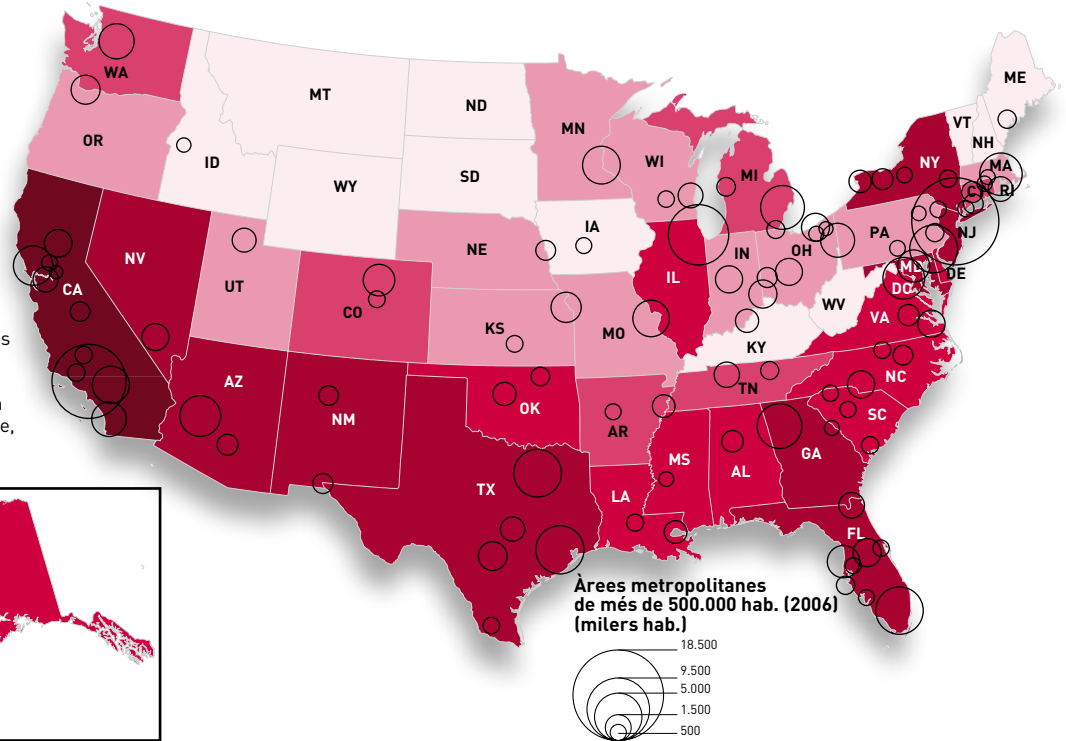 WA
MT
ND
ME
MN
VT
OR
NH
WI
NY
MA
ID
SD
MI
WY
CT
RI
IA
PA
NJ
NE
OH
NV
IN
MD
DE
IL
UT
CA
DC
CO
WV
VA
KS
MO
KY
s
AZ
NC
TN
OK
NM
e,
AR
SC
MS
AL
GA
TX
LA
FL
Àrees metropolitanes
de més de 500.000 hab. (2006)
(milers hab.)
18.500
9.500
5.000
1.500
500